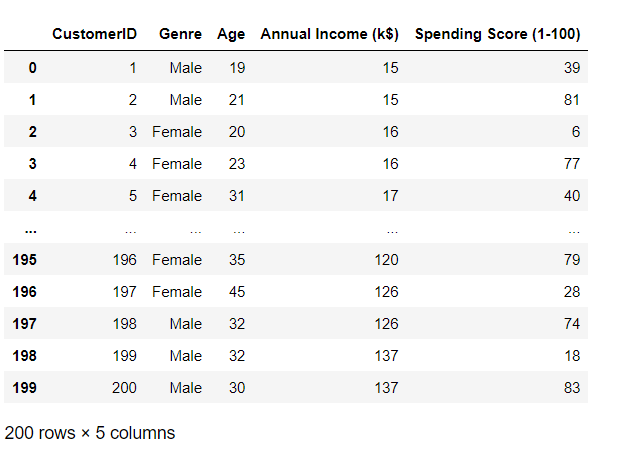 CustomerID Genre Age Annual Income (k$) Spending Score (1-100)
0 1 Male 19 15 39
1 2 Male 21 15 81
2 3 Female 20 16 6
3 4 Female 23 16 77
4 5 Female 31 17 40
... ... ... ... ... ...
195 196 Female 35 120 79
196 197 Female 45 126 28
197 198 Male 32 126 74
198 199 Male 32 137 18
199 200 Male 30 137 83
200 rows × 5 columns